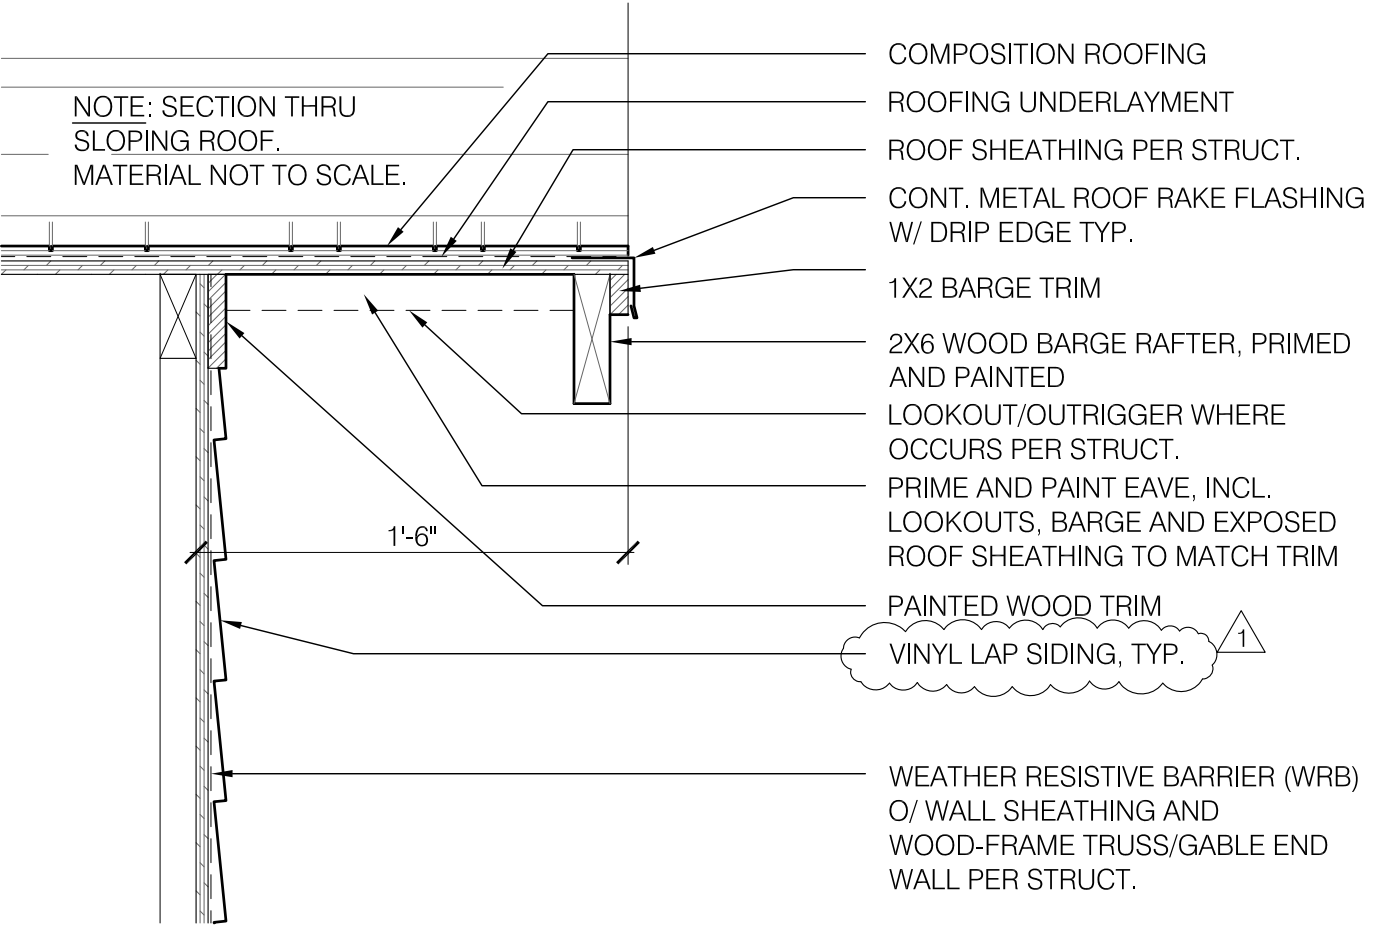 NOTE: SECTION THRU
SLOPING ROOF.
MATERIAL NOT TO SCALE.
COMPOSITION ROOFING
ROOFING UNDERLAYMENT
ROOF SHEATHING PER STRUCT.
CONT. METAL ROOF RAKE FLASHING
W/ DRIP EDGE TYP.
1X2 BARGE TRIM
2X6 WOOD BARGE RAFTER, PRIMED
AND PAINTED
LOOKOUT/OUTRIGGER WHERE
OCCURS PER STRUCT.
PRIME AND PAINT EAVE, INCL.
LOOKOUTS, BARGE AND EXPOSED
ROOF SHEATHING TO MATCH TRIM
1'-6"
PAINTED WOOD TRIM
VINYL LAP SIDING, TYP.
1
WEATHER RESISTIVE BARRIER (WRB)
O/ WALL SHEATHING AND
WOOD-FRAME TRUSS/GABLE END
WALL PER STRUCT.